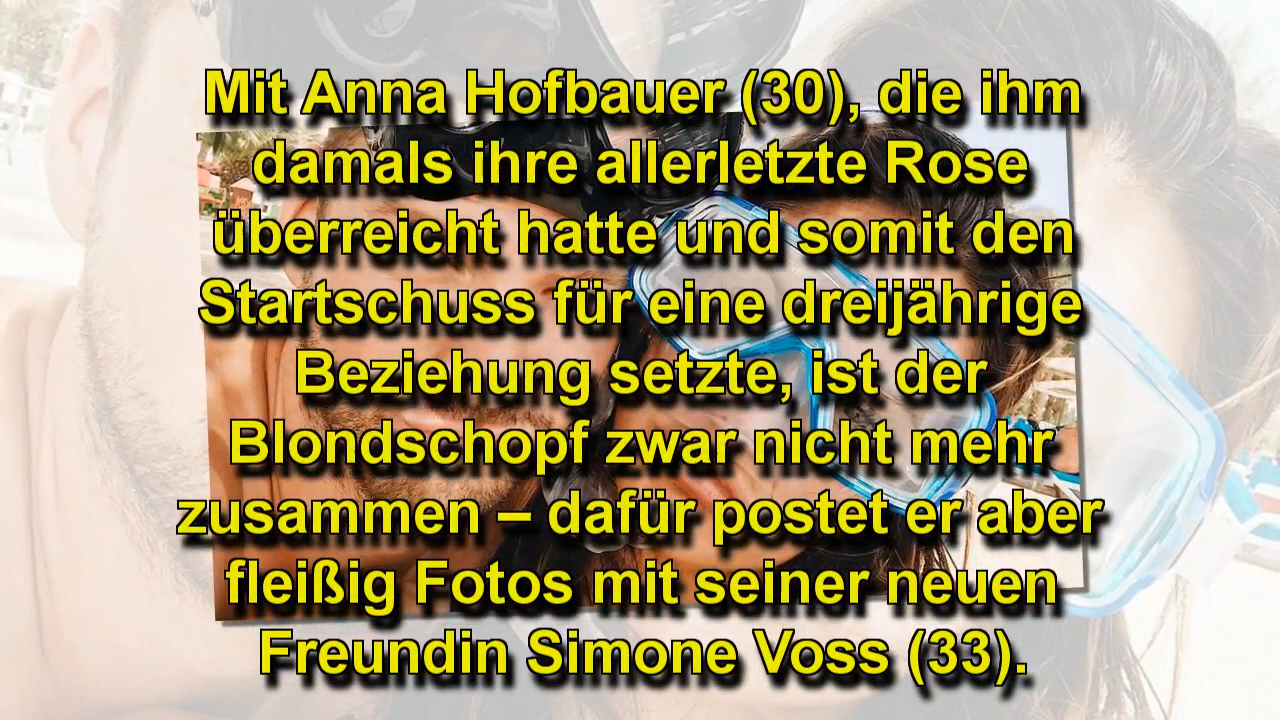 Mit Anna Hofbauer (30), die ihm
damals ihre allerletzte Rose
überreicht hatte und somit den
Startschuss für eine dreijährige
Beziehung setzte, ist der
Blondschopf zwar nicht mehr
zusammen – dafür postet er aber
fleißig Fotos mit seiner neuen
Freundin Simone Voss (33).